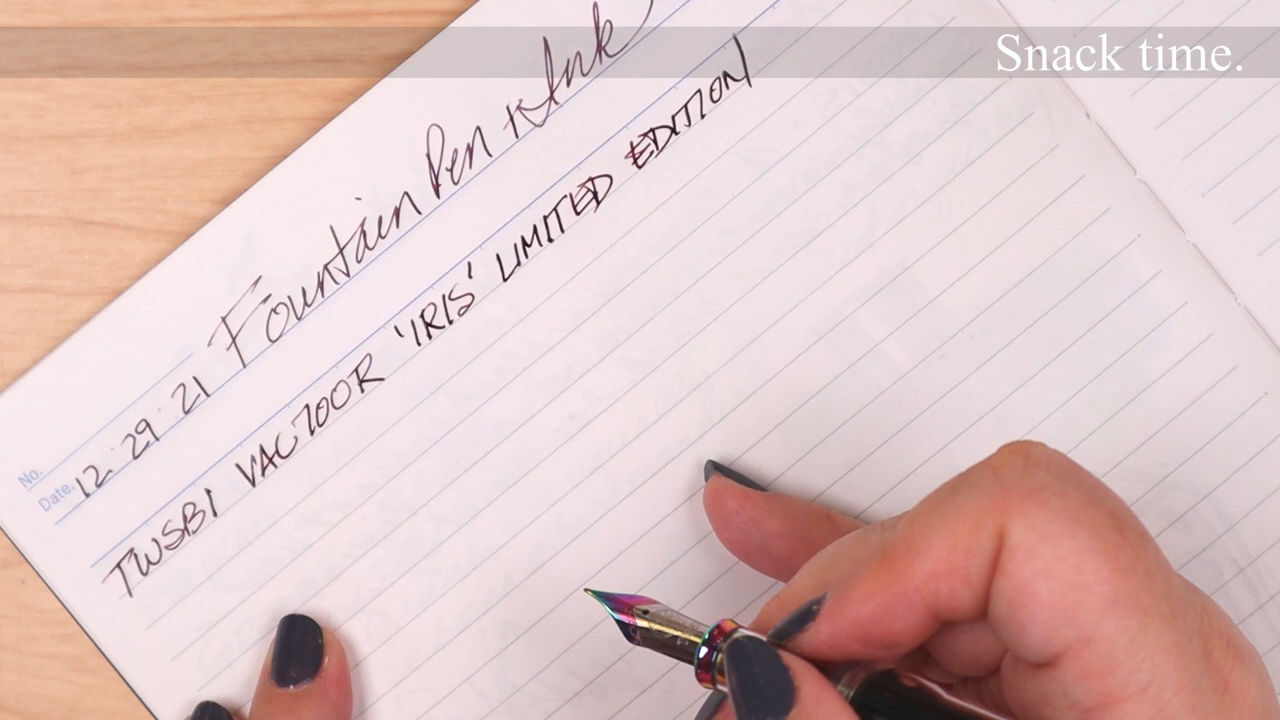 Snack time.
Fountain Pen + Ink
No.
Date. 12 29 21
TWSBI VAC700R 'IRIS' LIMITED EDITION